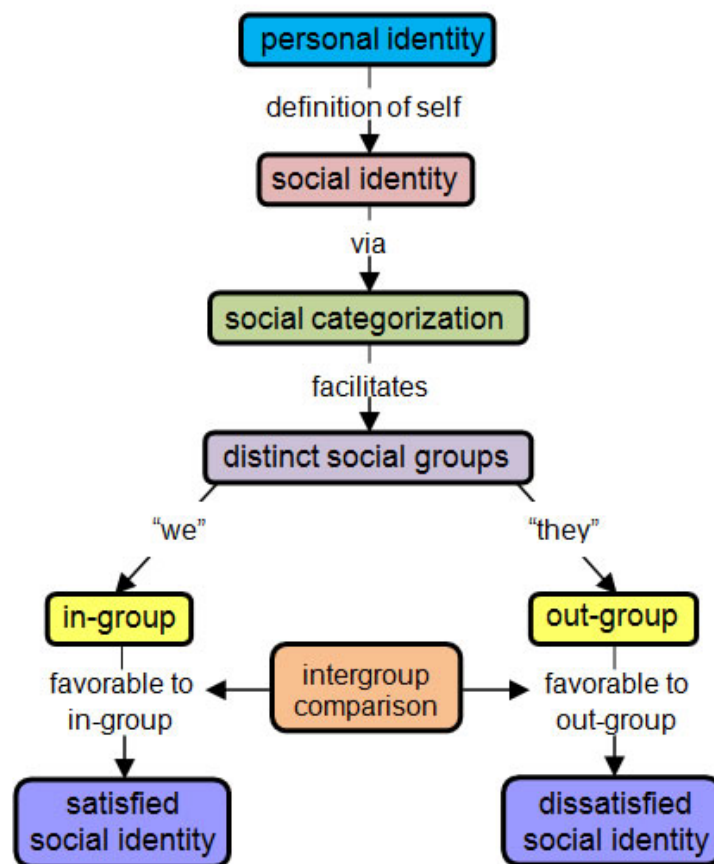 personal identity
definition of self
social identity
via
social categorization
facilitates
distinct social groups
“we”
“they”
in-group
out-group
favorable to
in-group
intergroup
comparison
favorable to
out-group
satisfied
social identity
dissatisfied
social identity